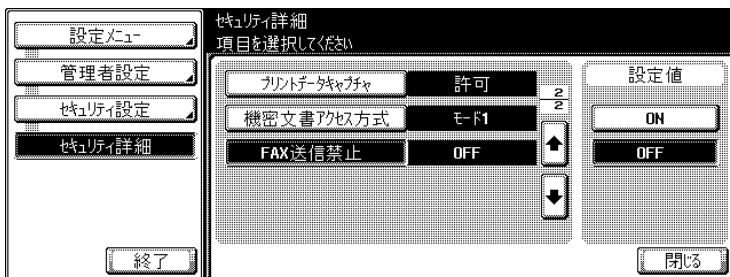 設定メニュー
管理者設定
セキュリティ設定
セキュリティ詳細
終了
セキュリティ詳細
項目を選択してください
プリントデータキャプチャ 許可
機密文書アクセス方式 モード1
FAX送信禁止 OFF
2
2
設定値
ON
OFF
閉じる